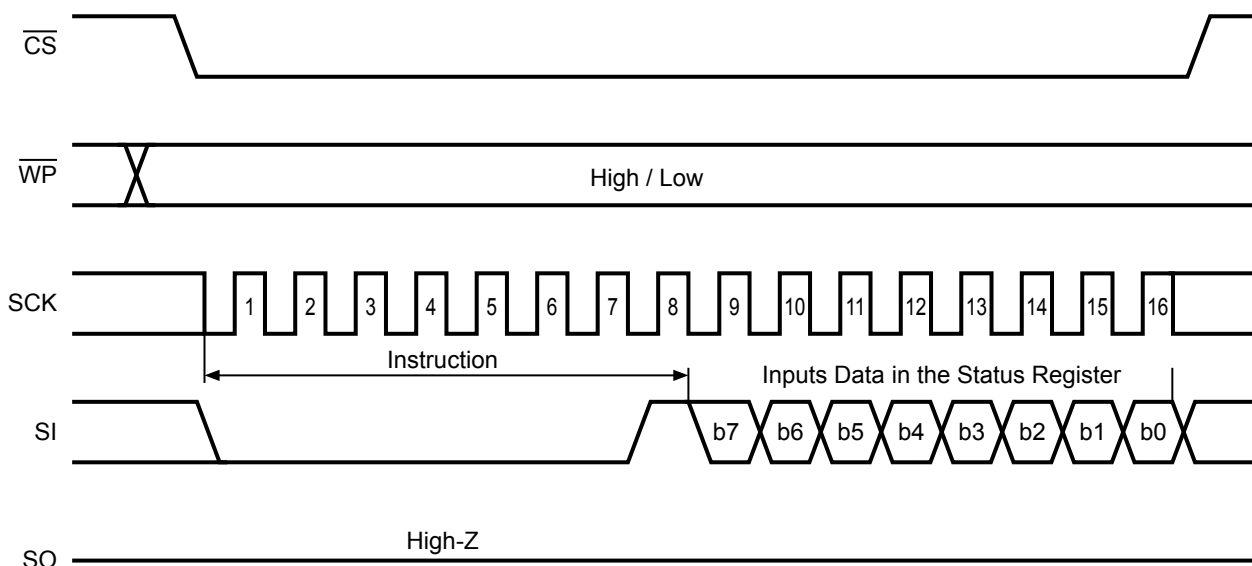 CS
WP
High / Low
SCK
1 2 3 4 5 6 7 8 9 10 11 12 13 14 15 16
Instruction
Inputs Data in the Status Register
SI
b7 b6 b5 b4 b3 b2 b1 b0
High-Z
SO